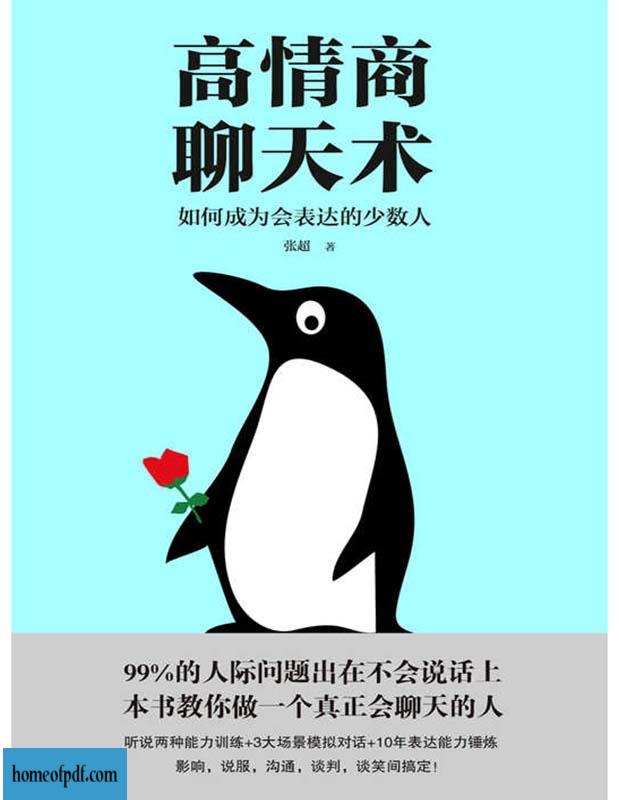 高情商
聊天术
如何成为会表达的少数人
张超 著
99%的人际问题出在不会说话上
本书教你做一个真正会聊天的人
听说两种能力训练+3大场景模拟对话+10年表达能力锤炼
影响，说服，沟通，谈判，谈笑间搞定！
homeofpdf.com